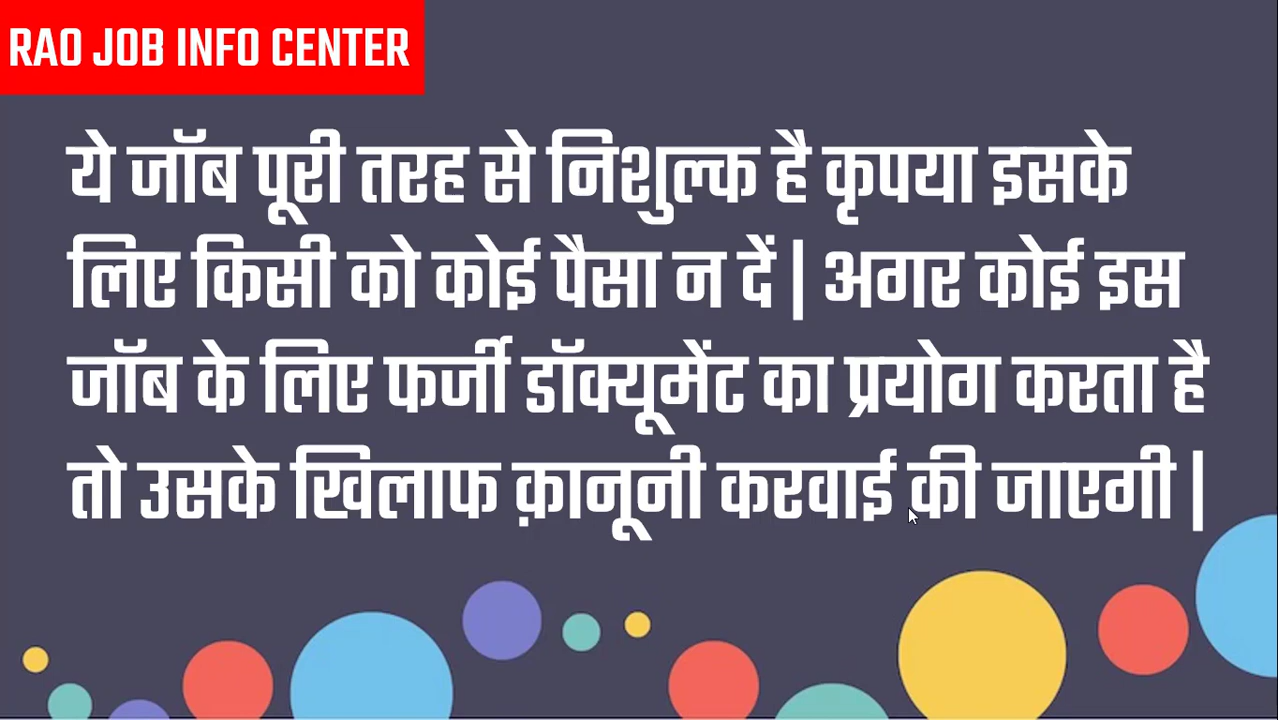 RAO JOB INFO CENTER
ये जॉब पूरी तरह से निशुल्क है कृपया इसके
लिए किसी को कोई पैसा न दें | अगर कोई इस
जॉब के लिए फर्जी डॉक्यूमेंट का प्रयोग करता है
तो उसके खिलाफ क़ानूनी करवाई की जाएगी |